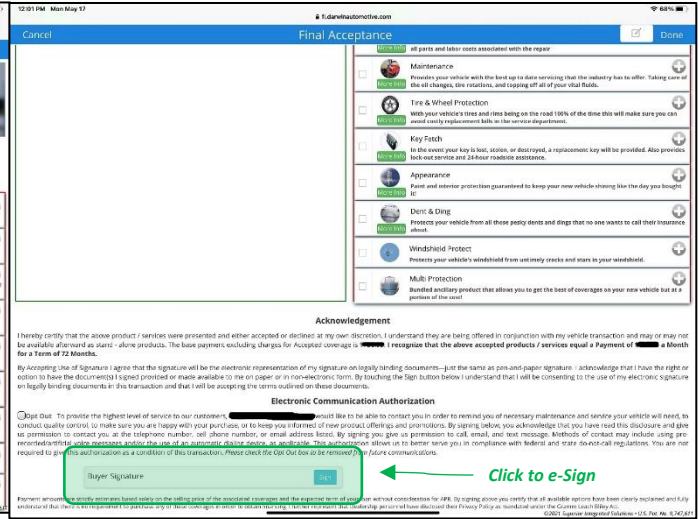 12:01 PM Mon May 17
fi.darwinautomotive.com
68%
Cancel
Final Acceptance
Done
More Info
all parts and labor costs associated with the repair
Maintenance
Provides your vehicle with the best up to date servicing that the industry has to offer. Taking care of
More Info
the oil changes, tire rotations, and topping off all of your vital fluids.
Tire & Wheel Protection
With your vehicle's tires and rims being on the road 100% of the time this will make sure you can
More Info
avoid costly replacement bills in the service department.
Key Fetch
In the event your key is lost, stolen, or destroyed, a replacement key will be provided. Also provides
More Info
lock-out service and 24-hour roadside assistance.
Appearance
Paint and interior protection guaranteed to keep your new vehicle shining like the day you bought
More Info
it!
Dent & Ding
Protects your vehicle from all those pesky dents and dings that no one wants to call their insurance
More Info
about.
Windshield Protect
Protects your vehicle's windshield from untimely cracks and stars in your windshield.
Multi Protection
Bundled ancillary product that allows you to get the best of coverages on your new vehicle but at a
portion of the cost!
Acknowledgement
I hereby certify that the above product / services were presented and either accepted or declined at my own discretion. I understand they are being offered in conjunction with my vehicle transaction and may or may not
be available afterward as stand - alone products. The base payment excluding charges for Accepted coverage is I recognize that the above accepted products / services equal a Payment of a Month
for a Term of 72 Months.
By Accepting Use of Signature I agree that the signature will be the electronic representation of my signature on legally binding documents—just the same as pen-and-paper signature. I acknowledge that I have the right or
option to have the document(s) I signed provided or made available to me on paper or in non-electronic form. By touching the Sign button below I understand that I will be consenting to the use of my electronic signature
on legally binding documents in this transaction and that I will be accepting the terms outlined on these documents.
Electronic Communication Authorization
Opt Out To provide the highest level of service to our customers, would like to be able to contact you in order to remind you of necessary maintenance and service your vehicle will need, to
conduct quality control, to make sure you are happy with your purchase, or to keep you informed of new product offerings and promotions. By signing below, you acknowledge that you have read this disclosure and give
us permission to contact you at the telephone number, cell phone number, or email address listed. By signing you give us permission to call, email, and text message. Methods of contact may include using pre-
recorded/artificial voice messages and/or the use of an automatic dialing device, as applicable. This authorization allows us to better serve you in compliance with federal and state do-not-call regulations. You are not
required to give this authorization as a condition of this transaction. Please check the Opt Out box to be removed from future communications.
Buyer Signature
Sign
Click to e-Sign
Payment amounts are strictly estimates based solely on the selling price of the associated coverages and the expected term of your loan without consideration for APR. By signing above you certify that all available options have been clearly explained and fully
understand that there is no requirement to purchase any of these coverages in order to obtain financing. I further represent that dealership personnel have disclosed their Privacy Policy as mandated under the Gramm Leach Bliley Act.
©2021 Superior Integrated Solutions • U.S. Pat. No. 9,747,631